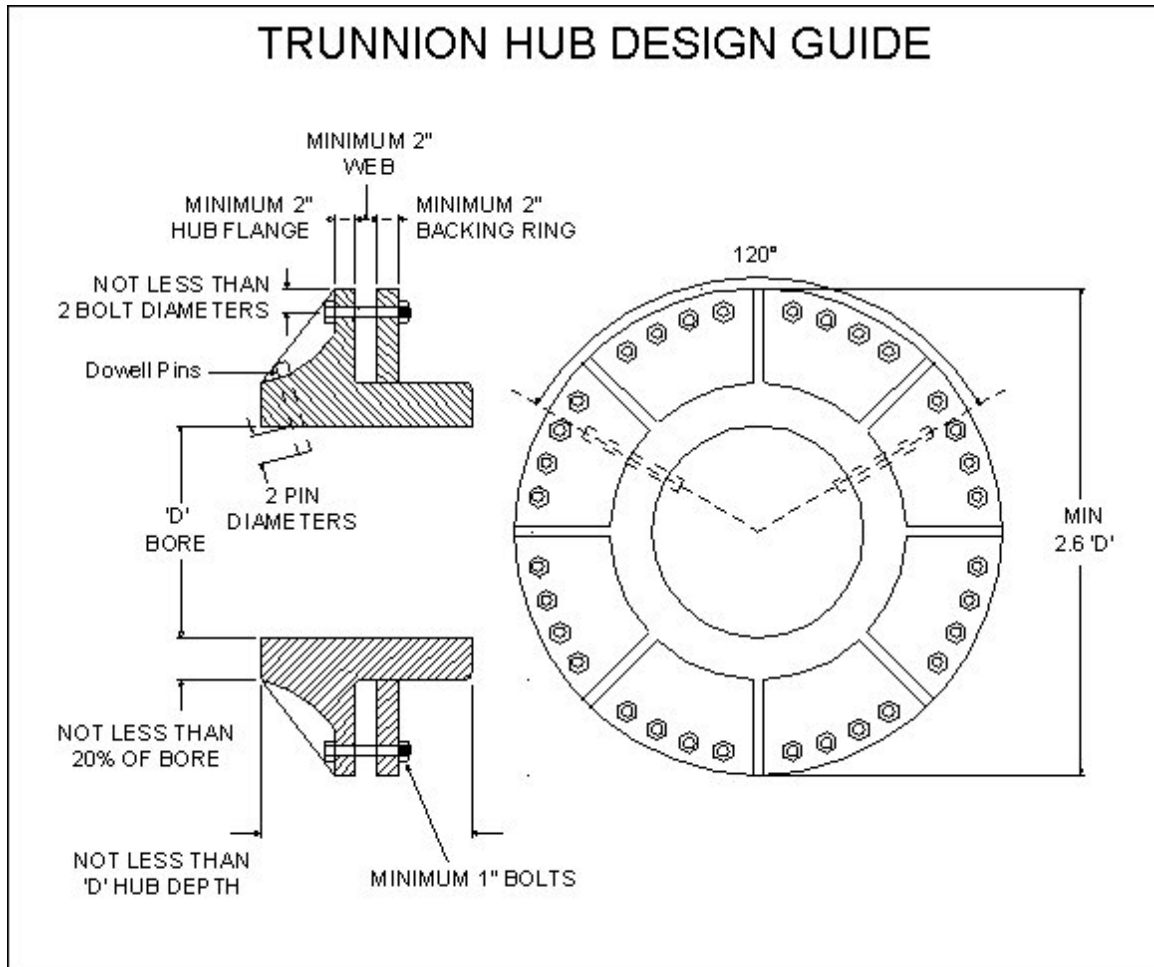 TRUNNION HUB DESIGN GUIDE
MINIMUM 2"
WEB
MINIMUM 2"
HUB FLANGE
MINIMUM 2"
BACKING RING
NOT LESS THAN
2 BOLT DIAMETERS
Dowell Pins
2 PIN
DIAMETERS
'D'
BORE
NOT LESS THAN
20% OF BORE
NOT LESS THAN
'D' HUB DEPTH
MINIMUM 1" BOLTS
120°
MIN
2.6 'D'